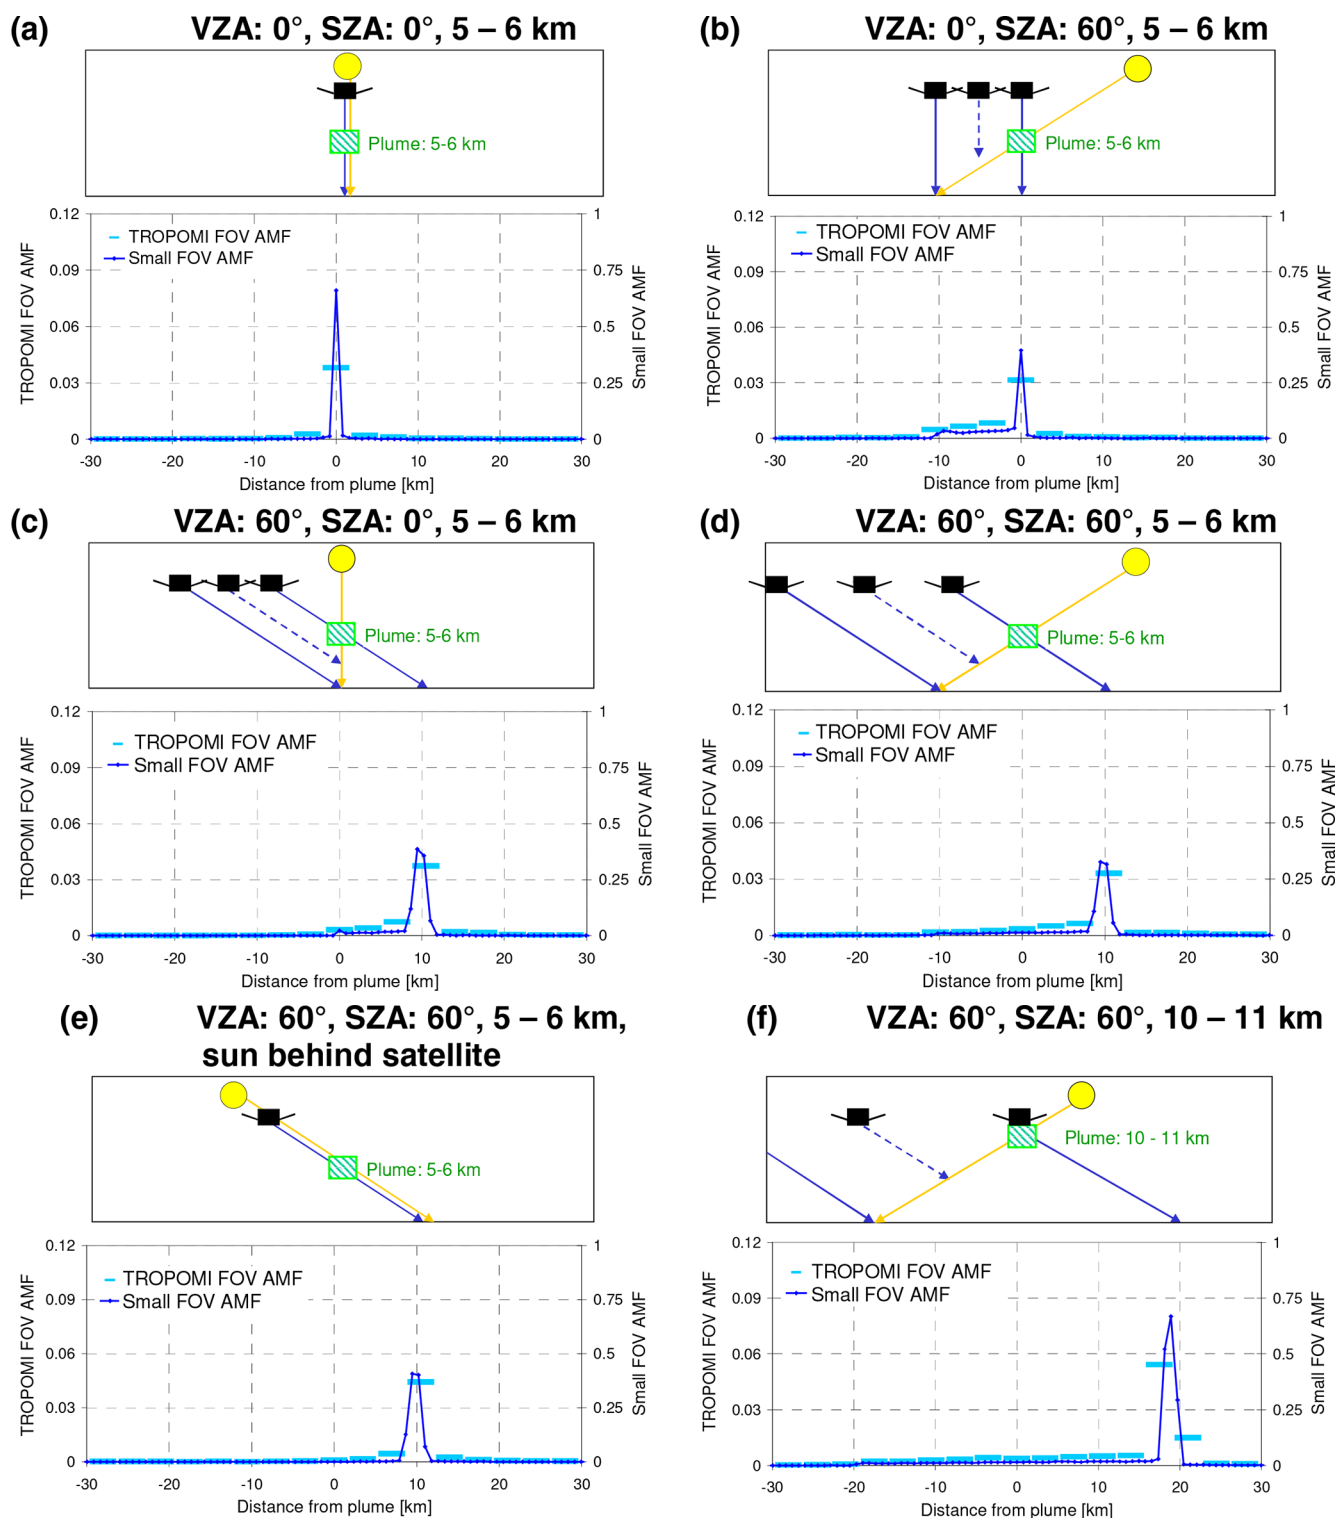 (a) VZA: 0°, SZA: 0°, 5 – 6 km
Plume: 5-6 km
0.12
0.09
0.06
0.03
0
TROPOMI FOV AMF
TROPOMI FOV AMF
Small FOV AMF
1
0.75
0.5
0.25
0
Small FOV AMF
-30 -20 -10 0 10 20 30
Distance from plume [km]
(b) VZA: 0°, SZA: 60°, 5 – 6 km
Plume: 5-6 km
0.12
0.09
0.06
0.03
0
TROPOMI FOV AMF
TROPOMI FOV AMF
Small FOV AMF
1
0.75
0.5
0.25
0
Small FOV AMF
-30 -20 -10 0 10 20 30
Distance from plume [km]
(c) VZA: 60°, SZA: 0°, 5 – 6 km
Plume: 5-6 km
0.12
0.09
0.06
0.03
0
TROPOMI FOV AMF
TROPOMI FOV AMF
Small FOV AMF
1
0.75
0.5
0.25
0
Small FOV AMF
-30 -20 -10 0 10 20 30
Distance from plume [km]
(d) VZA: 60°, SZA: 60°, 5 – 6 km
Plume: 5-6 km
0.12
0.09
0.06
0.03
0
TROPOMI FOV AMF
TROPOMI FOV AMF
Small FOV AMF
1
0.75
0.5
0.25
0
Small FOV AMF
-30 -20 -10 0 10 20 30
Distance from plume [km]
(e) VZA: 60°, SZA: 60°, 5 – 6 km,
sun behind satellite
Plume: 5-6 km
0.12
0.09
0.06
0.03
0
TROPOMI FOV AMF
TROPOMI FOV AMF
Small FOV AMF
1
0.75
0.5
0.25
0
Small FOV AMF
-30 -20 -10 0 10 20 30
Distance from plume [km]
(f) VZA: 60°, SZA: 60°, 10 – 11 km
Plume: 10 - 11 km
0.12
0.09
0.06
0.03
0
TROPOMI FOV AMF
TROPOMI FOV AMF
Small FOV AMF
1
0.75
0.5
0.25
0
Small FOV AMF
-30 -20 -10 0 10 20 30
Distance from plume [km]